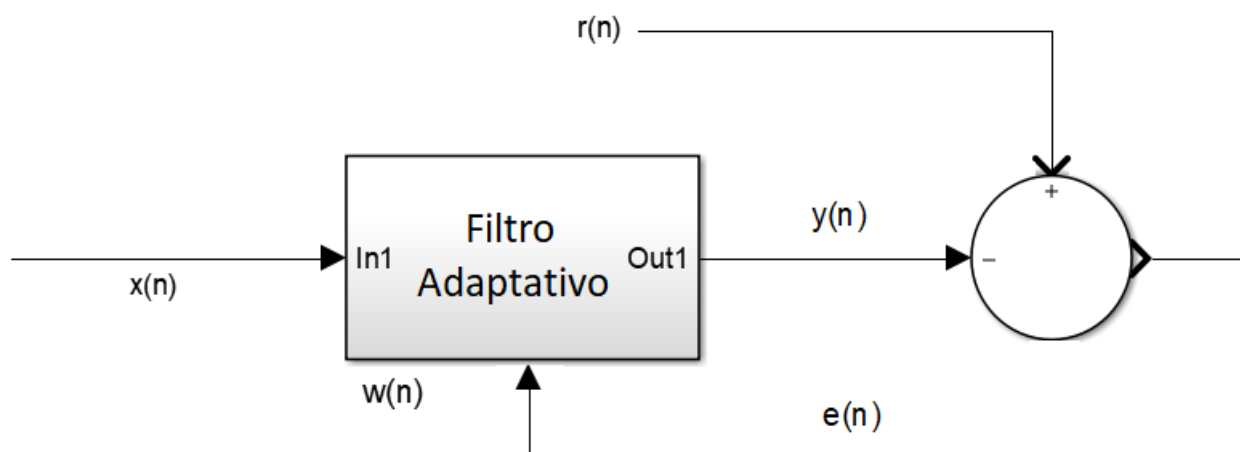 r(n)
+
Filtro
Adaptativo
In1
Out1
y(n)
−
x(n)
w(n)
e(n)